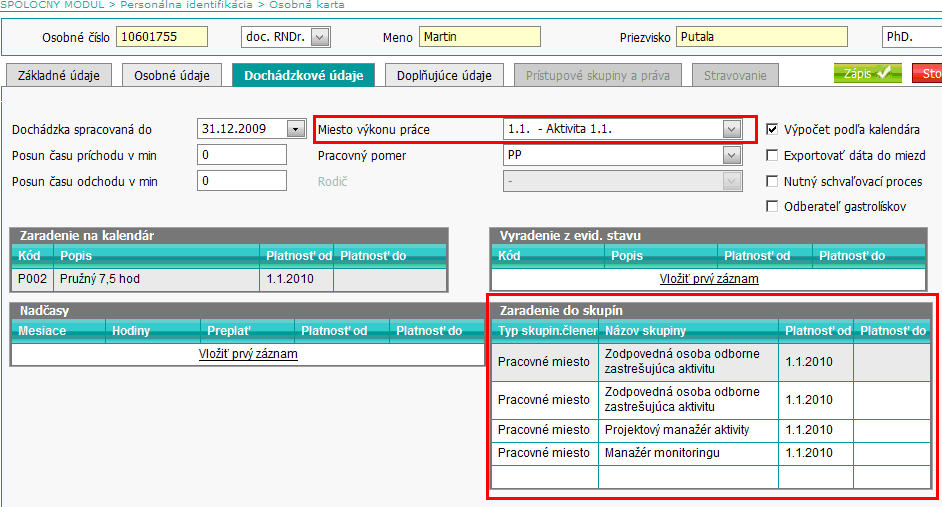 SPOLOČNÝ MODUL > Personálna identifikácia > Osobná karta
Osobné číslo 10601755 doc. RNDr. Meno Martin Priezvisko Putala PhD.
Základné údaje Osobné údaje Dochádzkové údaje Doplňujúce údaje Prístupové skupiny a práva Stravovanie Zápis Sto
Dochádzka spracovaná do 31.12.2009 Miesto výkonu práce 1.1. - Aktivita 1.1. Výpočet podľa kalendára
Posun času príchodu v min 0 Pracovný pomer PP Exportovať dáta do miezd
Posun času odchodu v min 0 Rodič - Nutný schvaľovací proces
Odberateľ gastrolískov
Zaradenie na kalendár
Kód Popis Platnosť od Platnosť do
P002 Pružný 7,5 hod 1.1.2010
Vyradenie z evid. stavu
Kód Popis Platnosť od Platnosť do
Vložiť prvý záznam
Nadčasy
Mesiace Hodiny Preplať Platnosť od Platnosť do
Vložiť prvý záznam
Zaradenie do skupín
Typ skupin.člener Názov skupiny Platnosť od Platnosť do
Pracovné miesto Zodpovedná osoba odborne zastrešujúca aktivitu 1.1.2010
Pracovné miesto Zodpovedná osoba odborne zastrešujúca aktivitu 1.1.2010
Pracovné miesto Projektový manažér aktivity 1.1.2010
Pracovné miesto Manažér monitoringu 1.1.2010